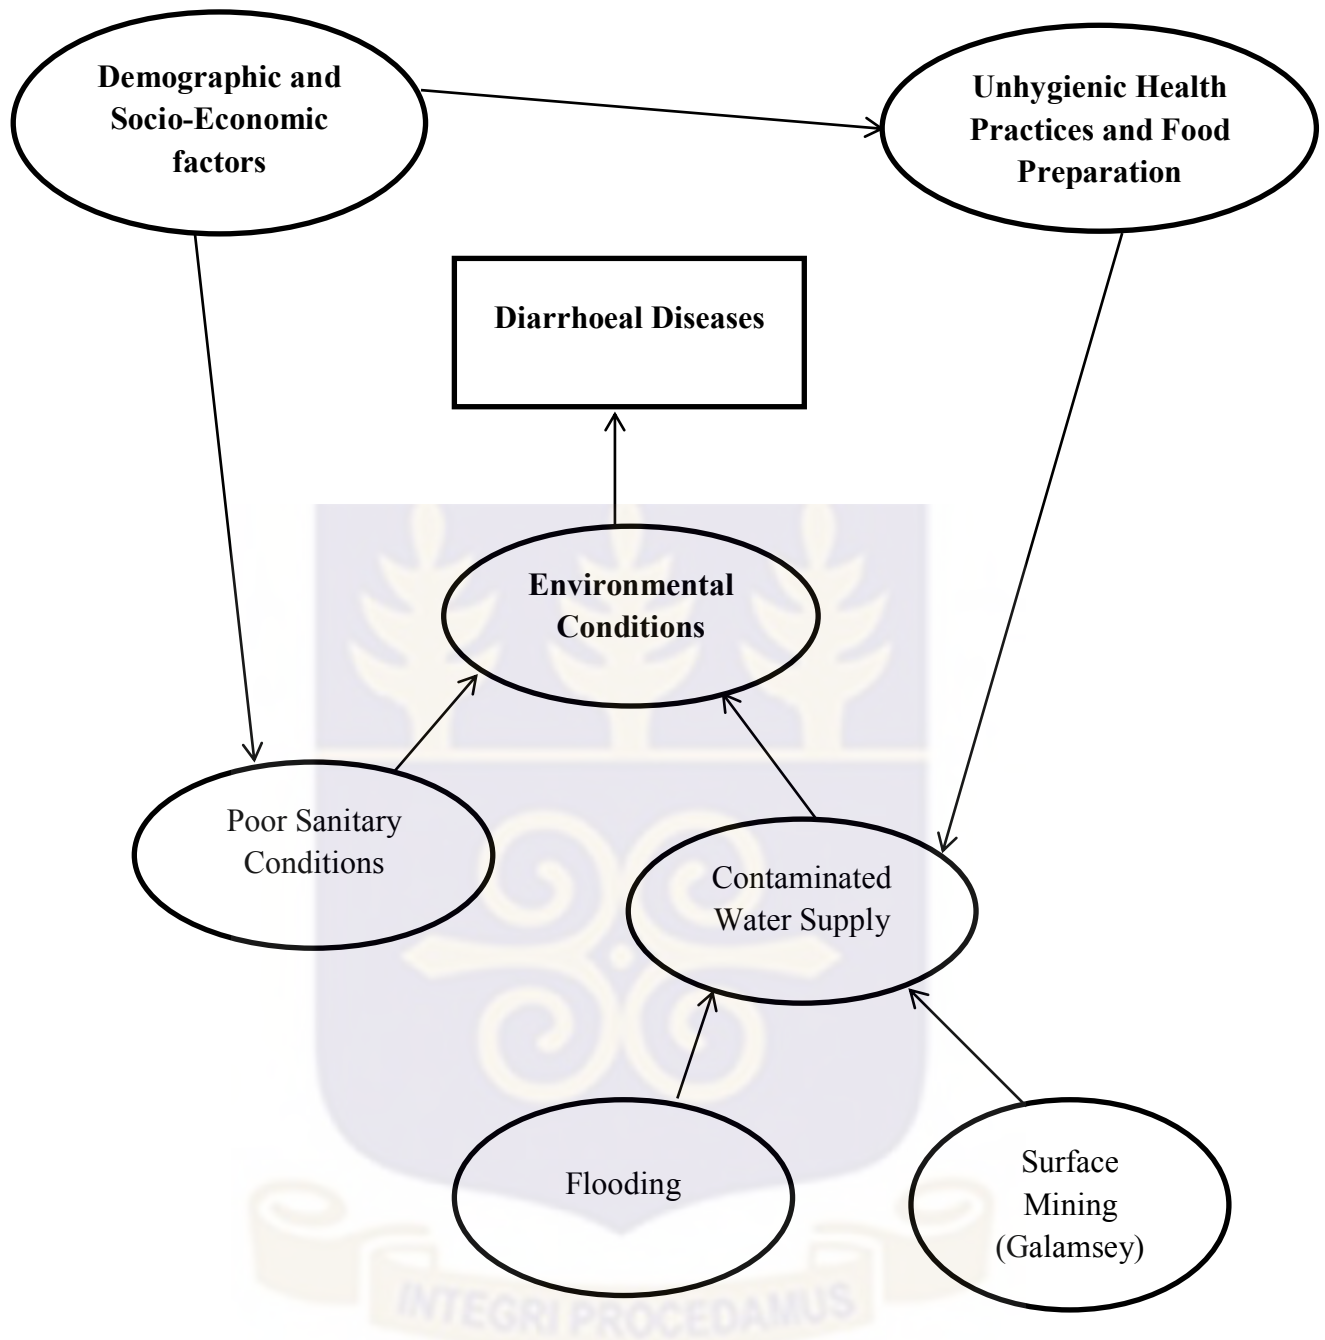 Demographic and
Socio-Economic
factors
Unhygienic Health
Practices and Food
Preparation
Diarrhoeal Diseases
Environmental
Conditions
Poor Sanitary
Conditions
Contaminated
Water Supply
Flooding
Surface
Mining
(Galamsey)
INTEGRI PROCEDAMUS